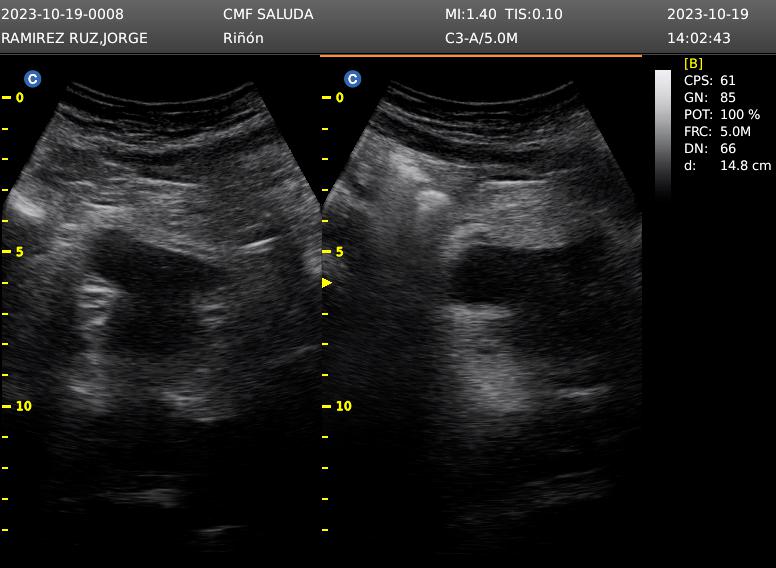 2023-10-19-0008 CMF SALUDA MI:1.40 TIS:0.10 2023-10-19
RAMIREZ RUZ,JORGE Riñón C3-A/5.0M 14:02:43
[B]
C C
CPS: 61
0 0
GN: 85
POT: 100 %
FRC: 5.0M
DN: 66
d: 14.8 cm
5 5
10 10